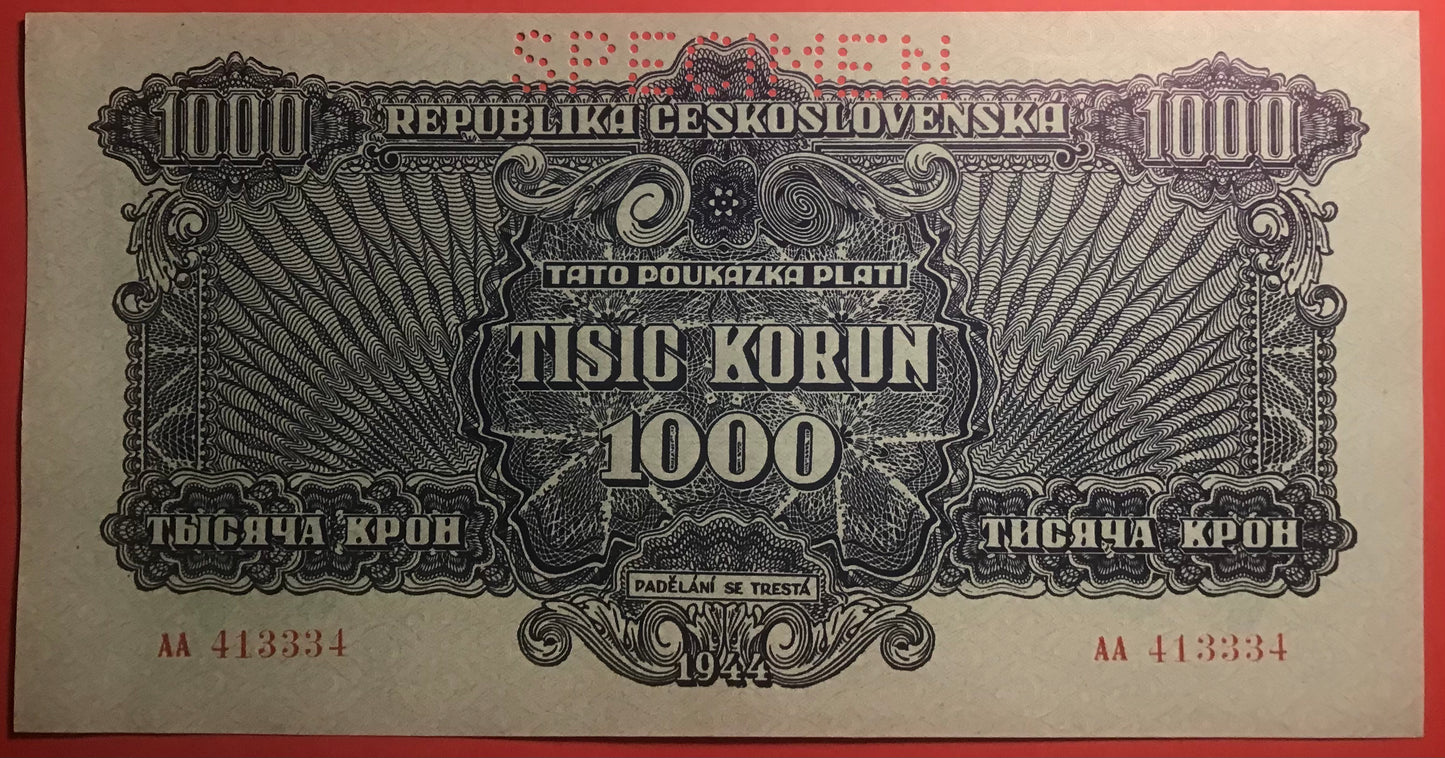 SPECIMEN
1000 REPUBLIKA ČESKOSLOVENSKÁ 1000
TATO POUKÁZKA PLATÍ
TISÍC KORUN
1000
ТЫСЯЧА КРОН
ТИСЯЧА КРОН
PADĚLÁNÍ SE TRESTÁ
AA 413334
1944
AA 413334